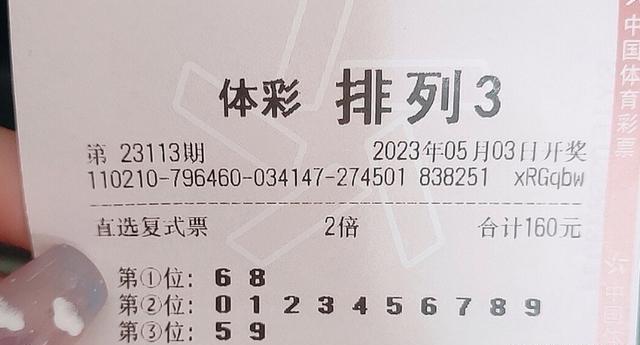 体彩 排列3
第 23113期 2023年05月03日开奖
110210-796460-034147-274501 838251 xRGqbw
直选复式票 2倍 合计160元
第①位: 6 8
第②位: 0 1 2 3 4 5 6 7 8 9
第③位: 5 9
中国体育彩票
中国体